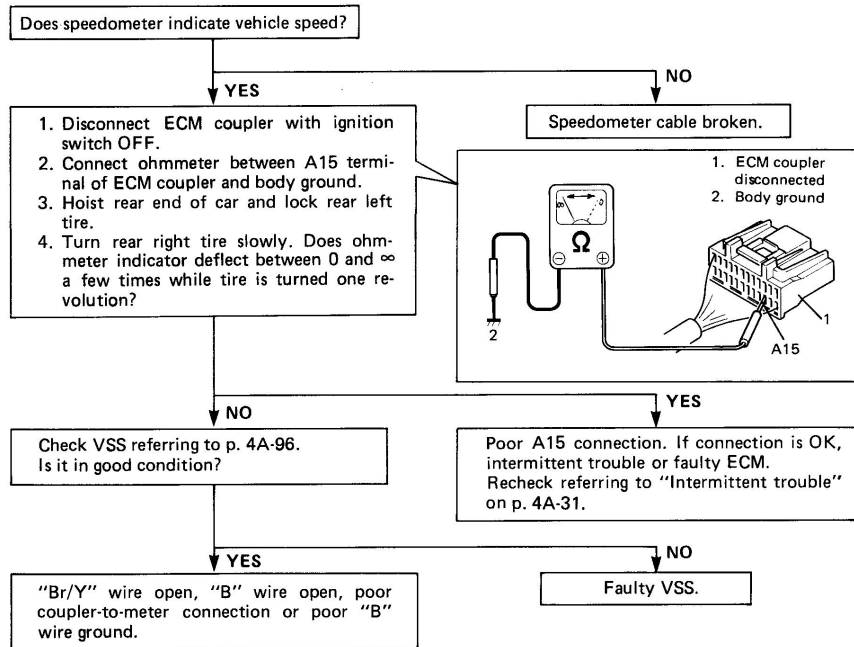 Does speedometer indicate vehicle speed?
YES
NO
1. Disconnect ECM coupler with ignition
switch OFF.
2. Connect ohmmeter between A15 termi-
nal of ECM coupler and body ground.
3. Hoist rear end of car and lock rear left
tire.
4. Turn rear right tire slowly. Does ohm-
meter indicator deflect between 0 and ∞
a few times while tire is turned one re-
volution?
Speedometer cable broken.
1. ECM coupler
disconnected
2. Body ground
∞ 0
Ω
⊖ ⊕
2
1
A15
NO
YES
Check VSS referring to p. 4A-96.
Is it in good condition?
Poor A15 connection. If connection is OK,
intermittent trouble or faulty ECM.
Recheck referring to "Intermittent trouble"
on p. 4A-31.
YES
NO
"Br/Y" wire open, "B" wire open, poor
coupler-to-meter connection or poor "B"
wire ground.
Faulty VSS.